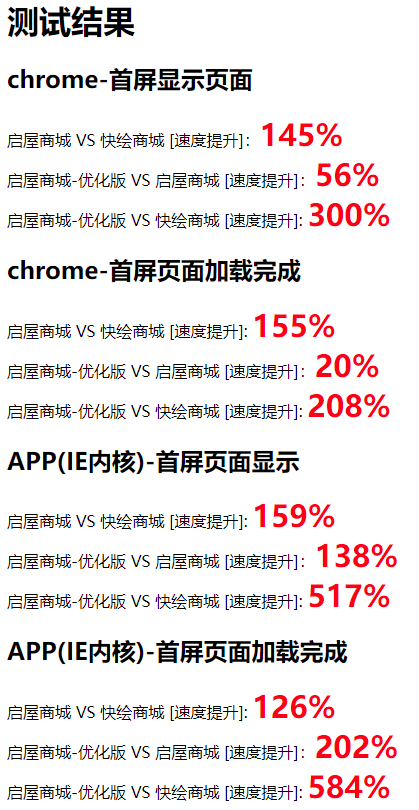 测试结果
chrome-首屏显示页面
启屋商城 VS 快绘商城 [速度提升]：145%
启屋商城-优化版 VS 启屋商城 [速度提升]：56%
启屋商城-优化版 VS 快绘商城 [速度提升]: 300%
chrome-首屏页面加载完成
启屋商城 VS 快绘商城 [速度提升]: 155%
启屋商城-优化版 VS 启屋商城 [速度提升]：20%
启屋商城-优化版 VS 快绘商城 [速度提升]: 208%
APP(IE内核)-首屏页面显示
启屋商城 VS 快绘商城 [速度提升]: 159%
启屋商城-优化版 VS 启屋商城 [速度提升]：138%
启屋商城-优化版 VS 快绘商城 [速度提升]: 517%
APP(IE内核)-首屏页面加载完成
启屋商城 VS 快绘商城 [速度提升]: 126%
启屋商城-优化版 VS 启屋商城 [速度提升]：202%
启屋商城-优化版 VS 快绘商城 [速度提升]: 584%